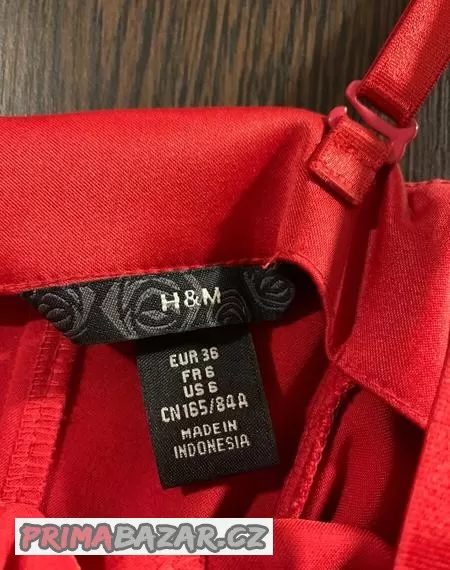 H&M
EUR 36
FR 6
US 6
CN165/84A
MADE IN
INDONESIA
PRIMABAZAR.CZ